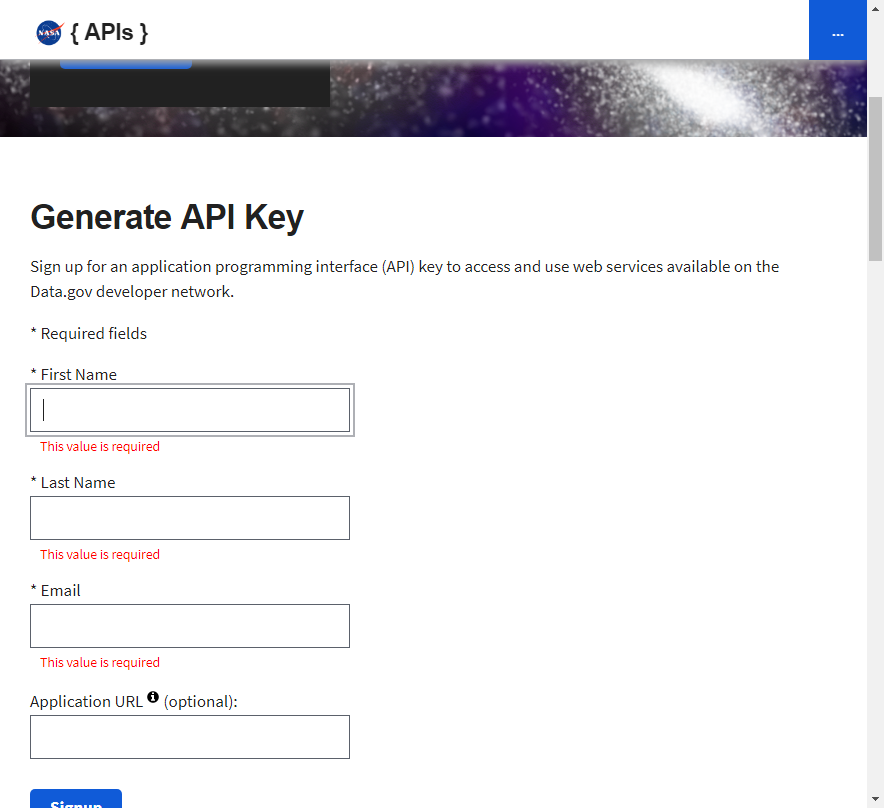 NASA { APIs }
...
Generate API Key
Sign up for an application programming interface (API) key to access and use web services available on the
Data.gov developer network.
* Required fields
* First Name
This value is required
* Last Name
This value is required
* Email
This value is required
Application URL (optional):
Signup